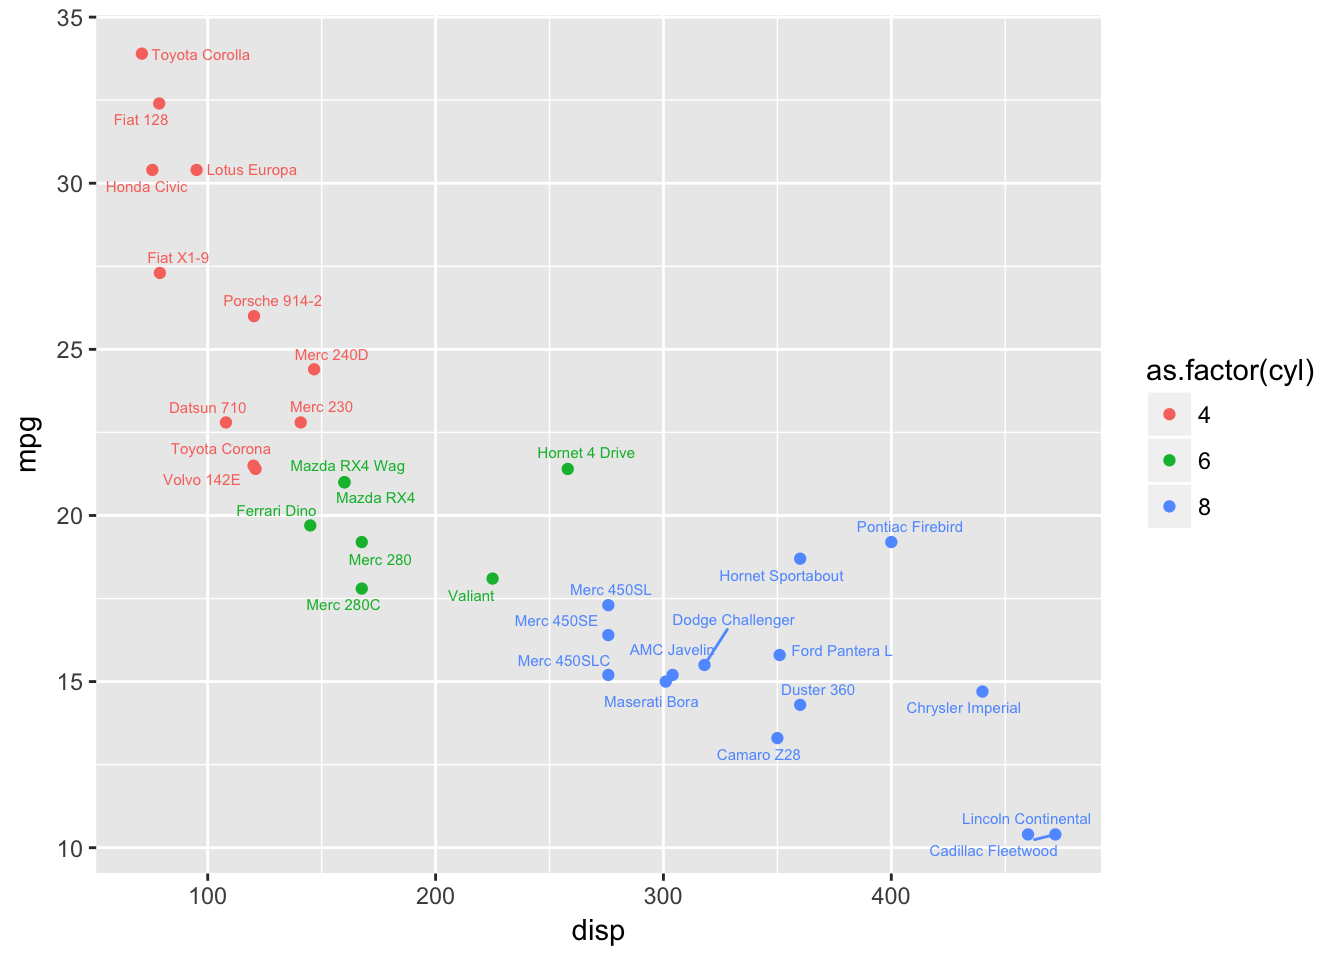 35
Toyota Corolla
Fiat 128
Lotus Europa
30
Honda Civic
Fiat X1-9
Porsche 914-2
25
Merc 240D
Datsun 710
Merc 230
Toyota Corona
Hornet 4 Drive
Mazda RX4 Wag
Volvo 142E
Mazda RX4
Ferrari Dino
20
Pontiac Firebird
Merc 280
Hornet Sportabout
Merc 450SL
Valiant
Merc 280C
Merc 450SE
Dodge Challenger
AMC Javelin
Ford Pantera L
Merc 450SLC
15
Duster 360
Maserati Bora
Chrysler Imperial
Camaro Z28
Lincoln Continental
10
Cadillac Fleetwood
100 200 300 400
disp
mpg
as.factor(cyl)
4
6
8